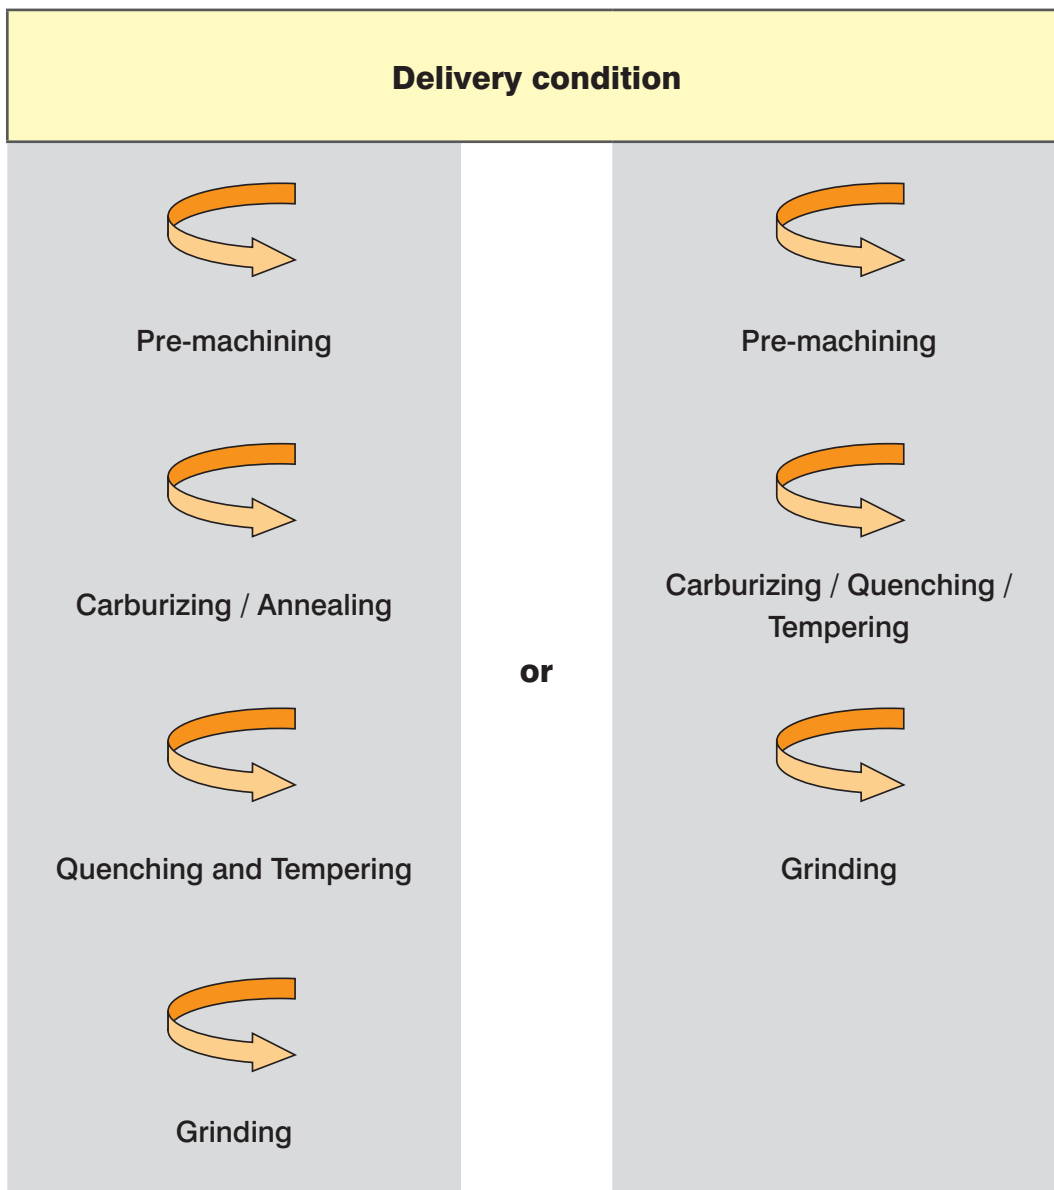 Delivery condition
Pre-machining
Carburizing / Annealing
Quenching and Tempering
Grinding
or
Pre-machining
Carburizing / Quenching /
Tempering
Grinding